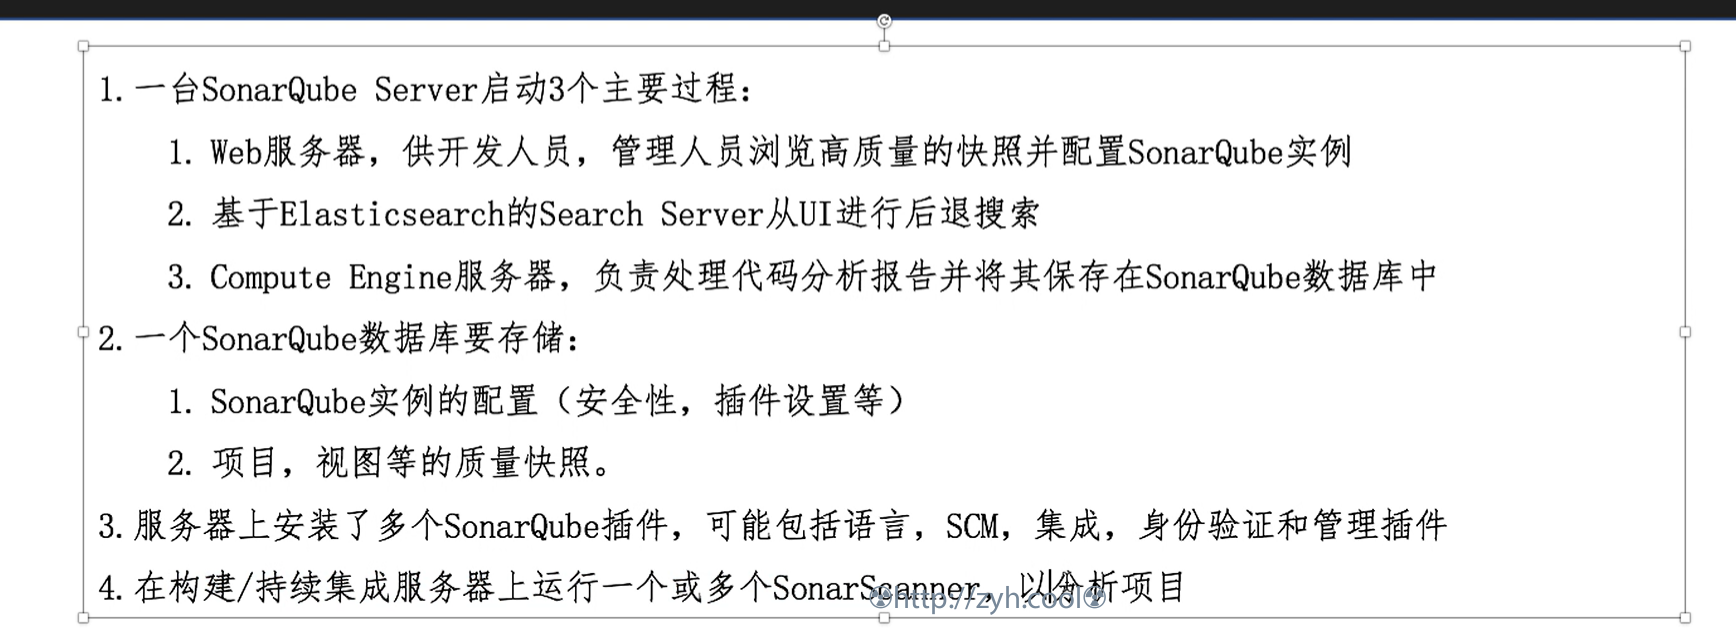 1. 一台SonarQube Server启动3个主要过程：
1. Web服务器，供开发人员，管理人员浏览高质量的快照并配置SonarQube实例
2. 基于Elasticsearch的Search Server从UI进行后退搜索
3. Compute Engine服务器，负责处理代码分析报告并将其保存在SonarQube数据库中
2. 一个SonarQube数据库要存储：
1. SonarQube实例的配置（安全性，插件设置等）
2. 项目，视图等的质量快照。
3. 服务器上安装了多个SonarQube插件，可能包括语言，SCM，集成，身份验证和管理插件
4. 在构建/持续集成服务器上运行一个或多个SonarScanner，以分析项目
☢http://zyh.cool☢